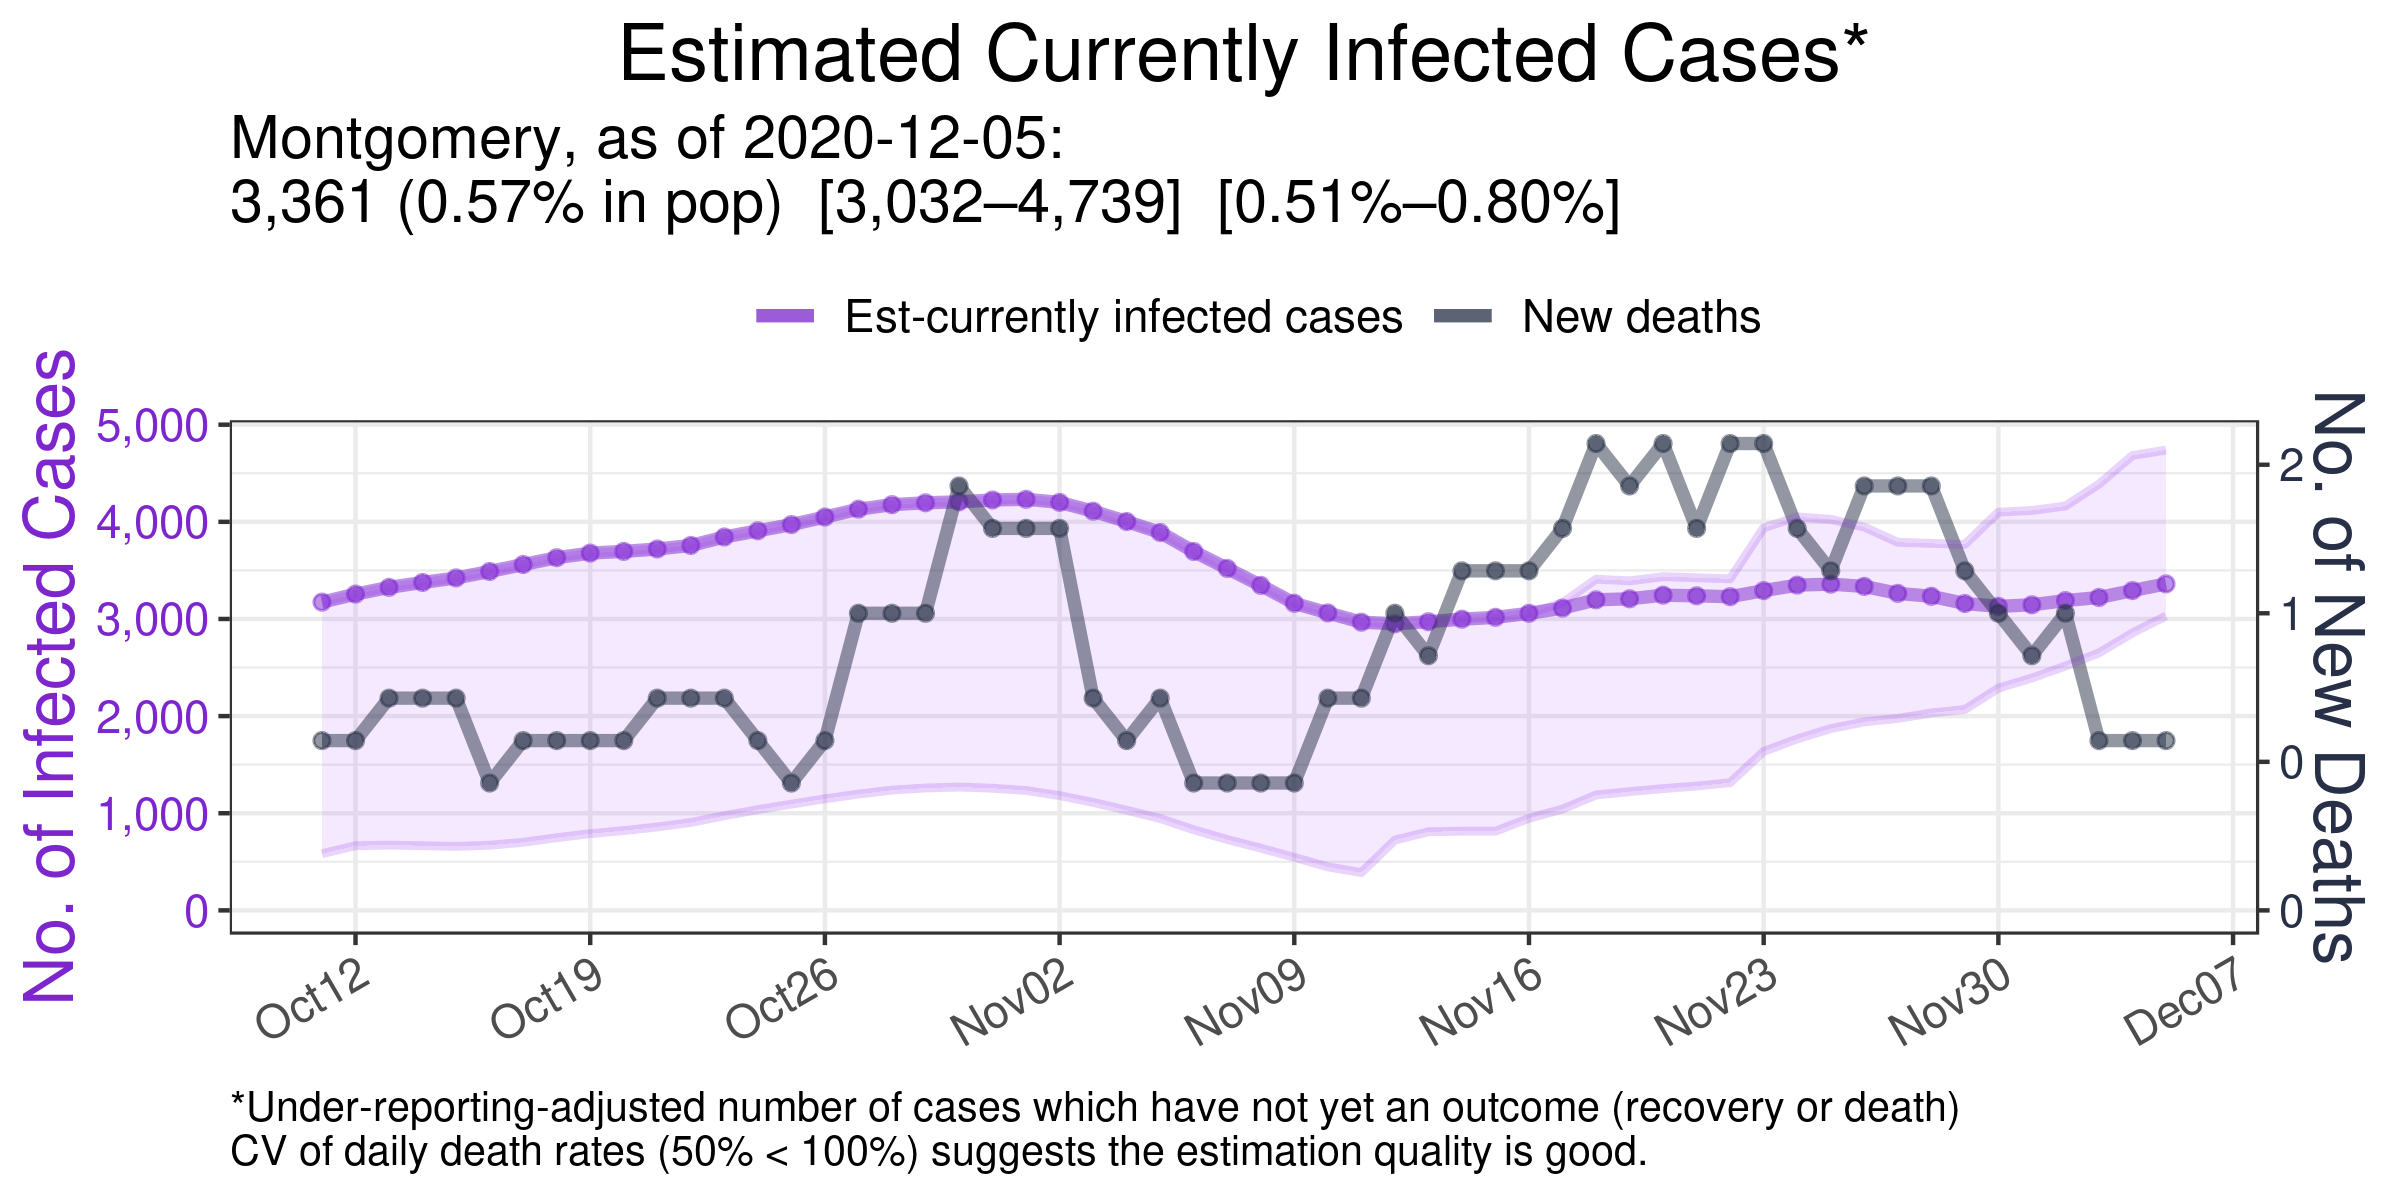 Estimated Currently Infected Cases*
Montgomery, as of 2020-12-05:
3,361 (0.57% in pop) [3,032–4,739] [0.51%–0.80%]
Est-currently infected cases New deaths
No. of Infected Cases
5,000
4,000
3,000
2,000
1,000
0
2
1
0
0
No. of New Deaths
Oct12 Oct19 Oct26 Nov02 Nov09 Nov16 Nov23 Nov30 Dec07
*Under-reporting-adjusted number of cases which have not yet an outcome (recovery or death)
CV of daily death rates (50% < 100%) suggests the estimation quality is good.